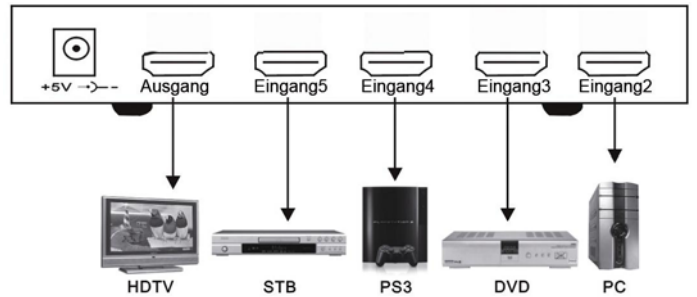 +5V
Ausgang
Eingang5
Eingang4
Eingang3
Eingang2
HDTV
STB
PS3
DVD
PC